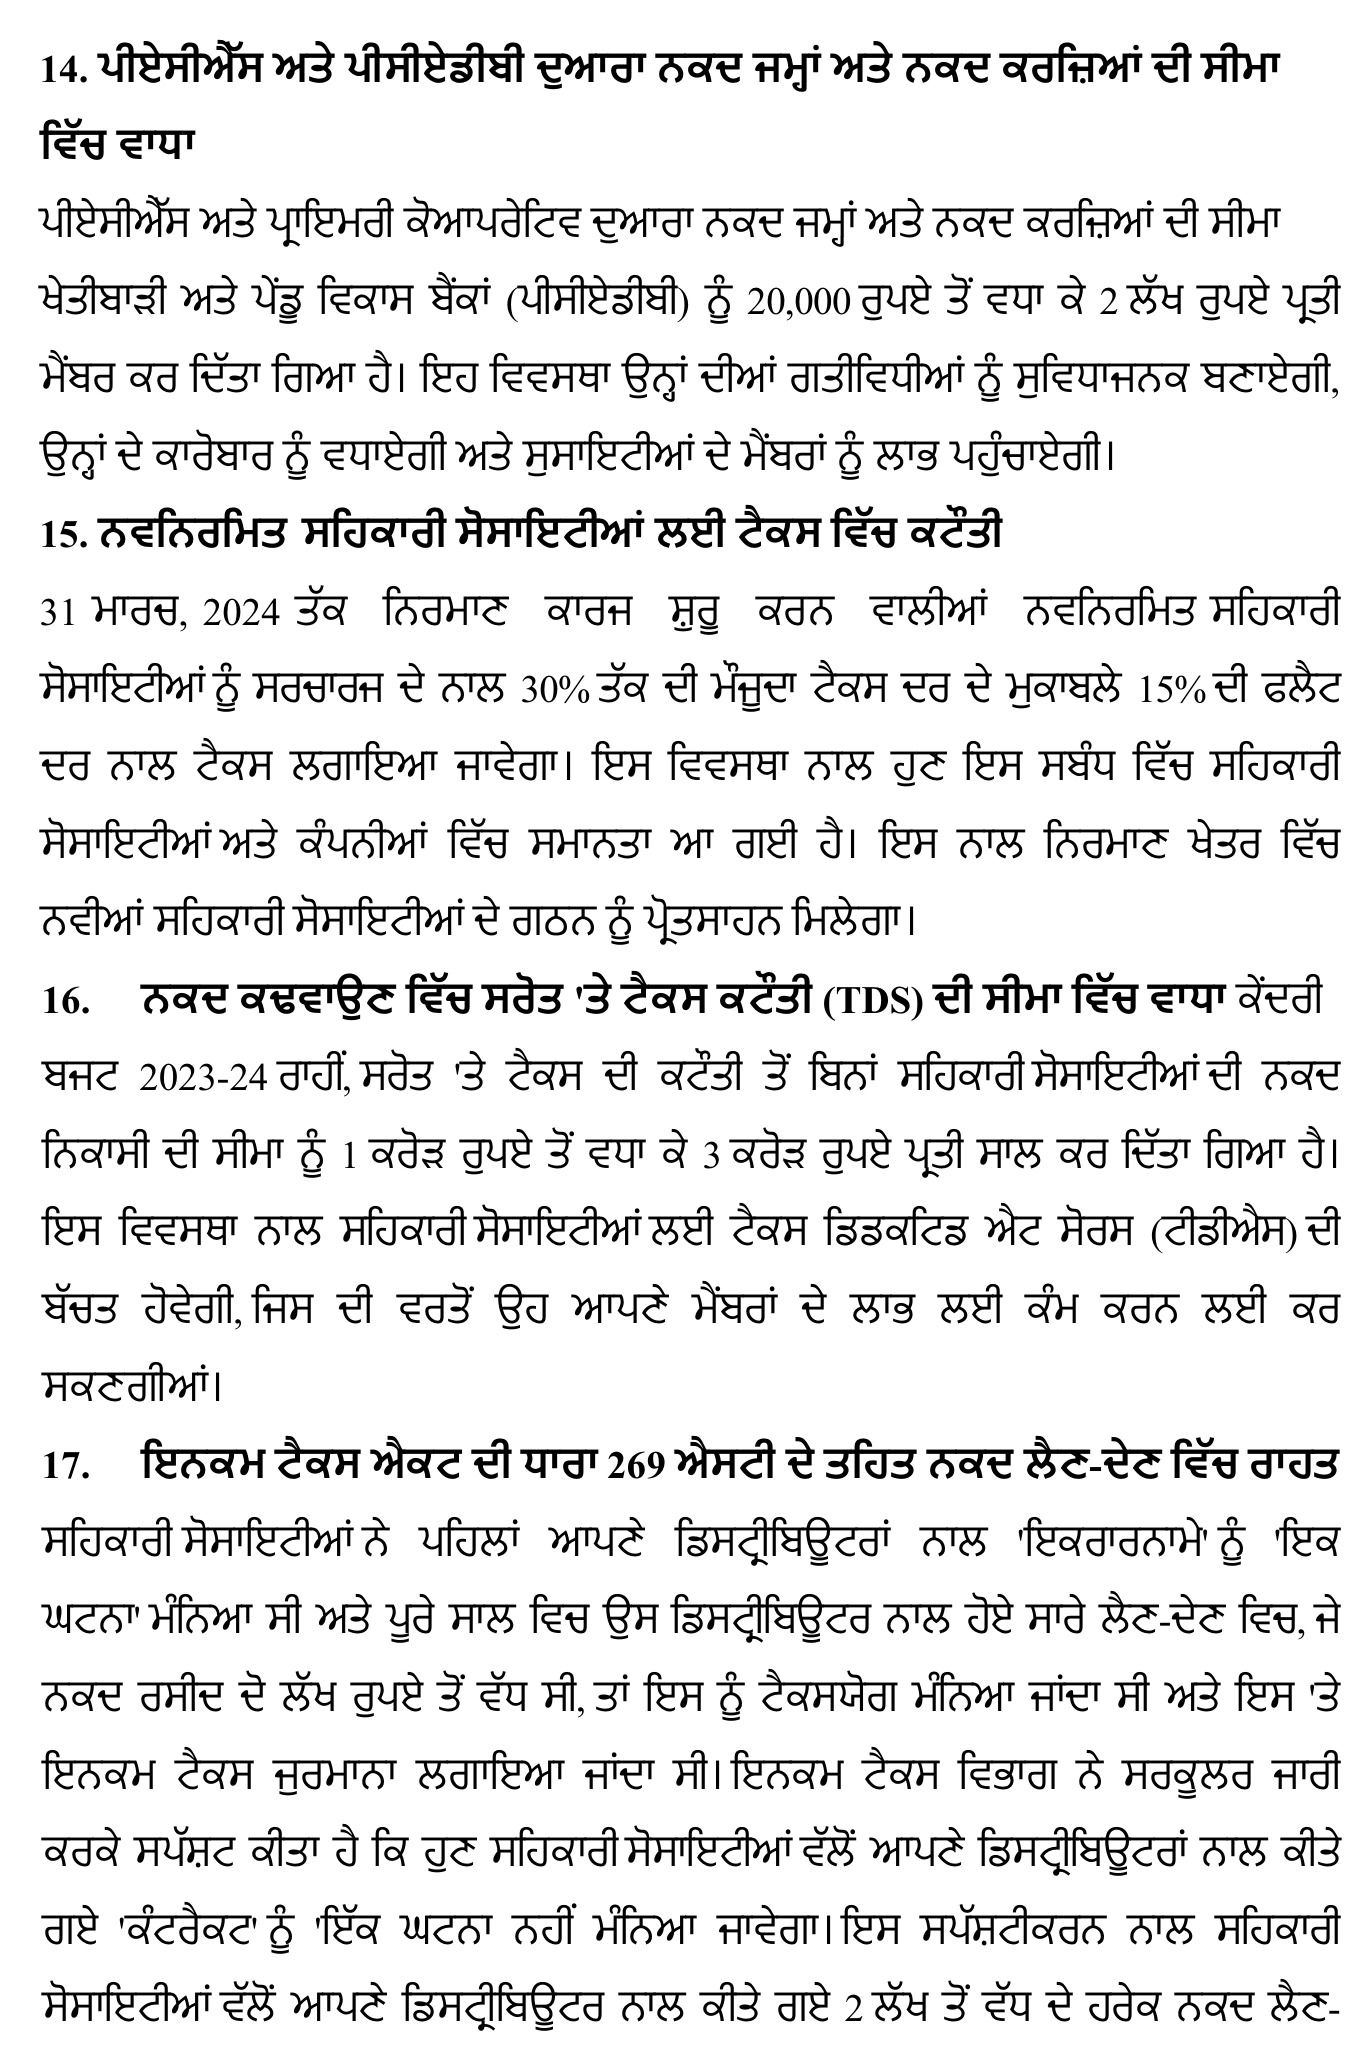 14. ਪੀਏਸੀਐੱਸ ਅਤੇ ਪੀਸੀਏਡੀਬੀ ਦੁਆਰਾ ਨਕਦ ਜਮ੍ਹਾਂ ਅਤੇ ਨਕਦ ਕਰਜ਼ਿਆਂ ਦੀ ਸੀਮਾ
ਵਿੱਚ ਵਾਧਾ
ਪੀਏਸੀਐੱਸ ਅਤੇ ਪ੍ਰਾਇਮਰੀ ਕੋਆਪਰੇਟਿਵ ਦੁਆਰਾ ਨਕਦ ਜਮ੍ਹਾਂ ਅਤੇ ਨਕਦ ਕਰਜ਼ਿਆਂ ਦੀ ਸੀਮਾ
ਖੇਤੀਬਾੜੀ ਅਤੇ ਪੇਂਡੂ ਵਿਕਾਸ ਬੈਂਕਾਂ (ਪੀਸੀਏਡੀਬੀ) ਨੂੰ 20,000 ਰੁਪਏ ਤੋਂ ਵਧਾ ਕੇ 2 ਲੱਖ ਰੁਪਏ ਪ੍ਰਤੀ
ਮੈਂਬਰ ਕਰ ਦਿੱਤਾ ਗਿਆ ਹੈ। ਇਹ ਵਿਵਸਥਾ ਉਨ੍ਹਾਂ ਦੀਆਂ ਗਤੀਵਿਧੀਆਂ ਨੂੰ ਸੁਵਿਧਾਜਨਕ ਬਣਾਏਗੀ,
ਉਨ੍ਹਾਂ ਦੇ ਕਾਰੋਬਾਰ ਨੂੰ ਵਧਾਏਗੀ ਅਤੇ ਸੁਸਾਇਟੀਆਂ ਦੇ ਮੈਂਬਰਾਂ ਨੂੰ ਲਾਭ ਪਹੁੰਚਾਏਗੀ।
15. ਨਵਨਿਰਮਿਤ ਸਹਿਕਾਰੀ ਸੋਸਾਇਟੀਆਂ ਲਈ ਟੈਕਸ ਵਿੱਚ ਕਟੌਤੀ
31 ਮਾਰਚ, 2024 ਤੱਕ ਨਿਰਮਾਣ ਕਾਰਜ ਸ਼ੁਰੂ ਕਰਨ ਵਾਲੀਆਂ ਨਵਨਿਰਮਿਤ ਸਹਿਕਾਰੀ
ਸੋਸਾਇਟੀਆਂ ਨੂੰ ਸਰਚਾਰਜ ਦੇ ਨਾਲ 30% ਤੱਕ ਦੀ ਮੌਜੂਦਾ ਟੈਕਸ ਦਰ ਦੇ ਮੁਕਾਬਲੇ 15% ਦੀ ਫਲੈਟ
ਦਰ ਨਾਲ ਟੈਕਸ ਲਗਾਇਆ ਜਾਵੇਗਾ। ਇਸ ਵਿਵਸਥਾ ਨਾਲ ਹੁਣ ਇਸ ਸਬੰਧ ਵਿੱਚ ਸਹਿਕਾਰੀ
ਸੋਸਾਇਟੀਆਂ ਅਤੇ ਕੰਪਨੀਆਂ ਵਿੱਚ ਸਮਾਨਤਾ ਆ ਗਈ ਹੈ। ਇਸ ਨਾਲ ਨਿਰਮਾਣ ਖੇਤਰ ਵਿੱਚ
ਨਵੀਆਂ ਸਹਿਕਾਰੀ ਸੋਸਾਇਟੀਆਂ ਦੇ ਗਠਨ ਨੂੰ ਪ੍ਰੋਤਸਾਹਨ ਮਿਲੇਗਾ।
16. ਨਕਦ ਕਢਵਾਉਣ ਵਿੱਚ ਸਰੋਤ 'ਤੇ ਟੈਕਸ ਕਟੌਤੀ (TDS) ਦੀ ਸੀਮਾ ਵਿੱਚ ਵਾਧਾ ਕੇਂਦਰੀ
ਬਜਟ 2023-24 ਰਾਹੀਂ, ਸਰੋਤ 'ਤੇ ਟੈਕਸ ਦੀ ਕਟੌਤੀ ਤੋਂ ਬਿਨਾਂ ਸਹਿਕਾਰੀ ਸੋਸਾਇਟੀਆਂ ਦੀ ਨਕਦ
ਨਿਕਾਸੀ ਦੀ ਸੀਮਾ ਨੂੰ 1 ਕਰੋੜ ਰੁਪਏ ਤੋਂ ਵਧਾ ਕੇ 3 ਕਰੋੜ ਰੁਪਏ ਪ੍ਰਤੀ ਸਾਲ ਕਰ ਦਿੱਤਾ ਗਿਆ ਹੈ।
ਇਸ ਵਿਵਸਥਾ ਨਾਲ ਸਹਿਕਾਰੀ ਸੋਸਾਇਟੀਆਂ ਲਈ ਟੈਕਸ ਡਿਡਕਟਿਡ ਐਟ ਸੋਰਸ (ਟੀਡੀਐਸ) ਦੀ
ਬੱਚਤ ਹੋਵੇਗੀ, ਜਿਸ ਦੀ ਵਰਤੋਂ ਉਹ ਆਪਣੇ ਮੈਂਬਰਾਂ ਦੇ ਲਾਭ ਲਈ ਕੰਮ ਕਰਨ ਲਈ ਕਰ
ਸਕਣਗੀਆਂ।
17. ਇਨਕਮ ਟੈਕਸ ਐਕਟ ਦੀ ਧਾਰਾ 269 ਐਸਟੀ ਦੇ ਤਹਿਤ ਨਕਦ ਲੈਣ-ਦੇਣ ਵਿੱਚ ਰਾਹਤ
ਸਹਿਕਾਰੀ ਸੋਸਾਇਟੀਆਂ ਨੇ ਪਹਿਲਾਂ ਆਪਣੇ ਡਿਸਟ੍ਰੀਬਿਊਟਰਾਂ ਨਾਲ 'ਇਕਰਾਰਨਾਮੇ' ਨੂੰ 'ਇਕ
ਘਟਨਾ' ਮੰਨਿਆ ਸੀ ਅਤੇ ਪੂਰੇ ਸਾਲ ਵਿਚ ਉਸ ਡਿਸਟ੍ਰੀਬਿਊਟਰ ਨਾਲ ਹੋਏ ਸਾਰੇ ਲੈਣ-ਦੇਣ ਵਿਚ, ਜੇ
ਨਕਦ ਰਸੀਦ ਦੋ ਲੱਖ ਰੁਪਏ ਤੋਂ ਵੱਧ ਸੀ, ਤਾਂ ਇਸ ਨੂੰ ਟੈਕਸਯੋਗ ਮੰਨਿਆ ਜਾਂਦਾ ਸੀ ਅਤੇ ਇਸ 'ਤੇ
ਇਨਕਮ ਟੈਕਸ ਜੁਰਮਾਨਾ ਲਗਾਇਆ ਜਾਂਦਾ ਸੀ। ਇਨਕਮ ਟੈਕਸ ਵਿਭਾਗ ਨੇ ਸਰਕੂਲਰ ਜਾਰੀ
ਕਰਕੇ ਸਪੱਸ਼ਟ ਕੀਤਾ ਹੈ ਕਿ ਹੁਣ ਸਹਿਕਾਰੀ ਸੋਸਾਇਟੀਆਂ ਵੱਲੋਂ ਆਪਣੇ ਡਿਸਟ੍ਰੀਬਿਊਟਰਾਂ ਨਾਲ ਕੀਤੇ
ਗਏ 'ਕੰਟਰੈਕਟ' ਨੂੰ 'ਇੱਕ ਘਟਨਾ ਨਹੀਂ ਮੰਨਿਆ ਜਾਵੇਗਾ। ਇਸ ਸਪੱਸ਼ਟੀਕਰਨ ਨਾਲ ਸਹਿਕਾਰੀ
ਸੋਸਾਇਟੀਆਂ ਵੱਲੋਂ ਆਪਣੇ ਡਿਸਟ੍ਰੀਬਿਊਟਰ ਨਾਲ ਕੀਤੇ ਗਏ 2 ਲੱਖ ਤੋਂ ਵੱਧ ਦੇ ਹਰੇਕ ਨਕਦ ਲੈਣ-